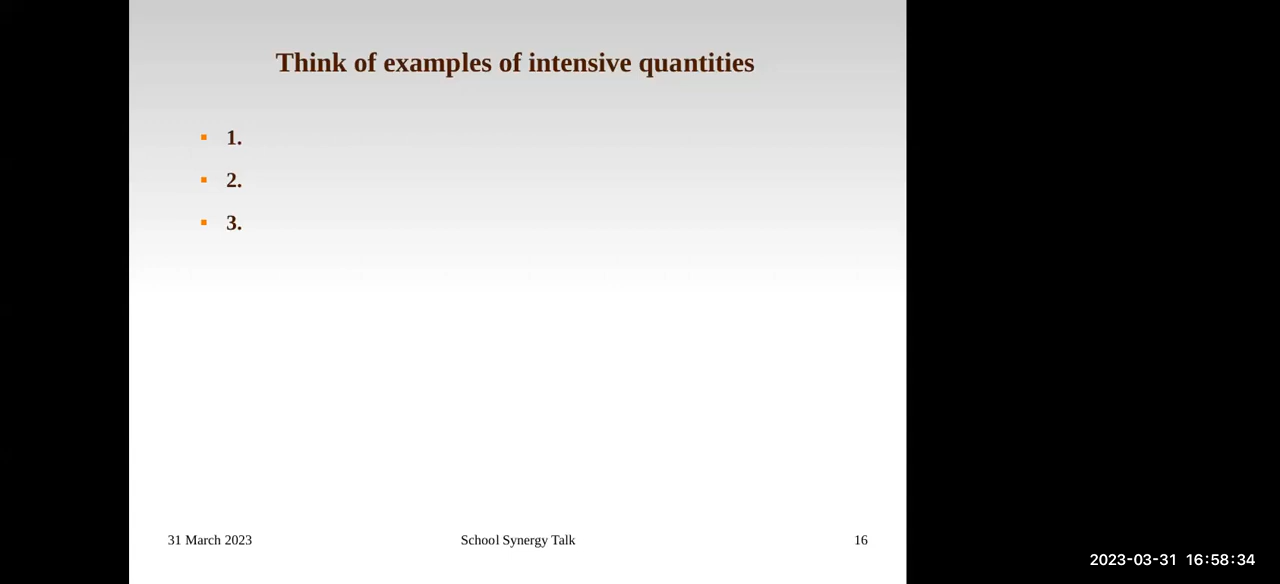 Think of examples of intensive quantities
1.
2.
3.
31 March 2023 School Synergy Talk 16
2023-03-31 16:58:34